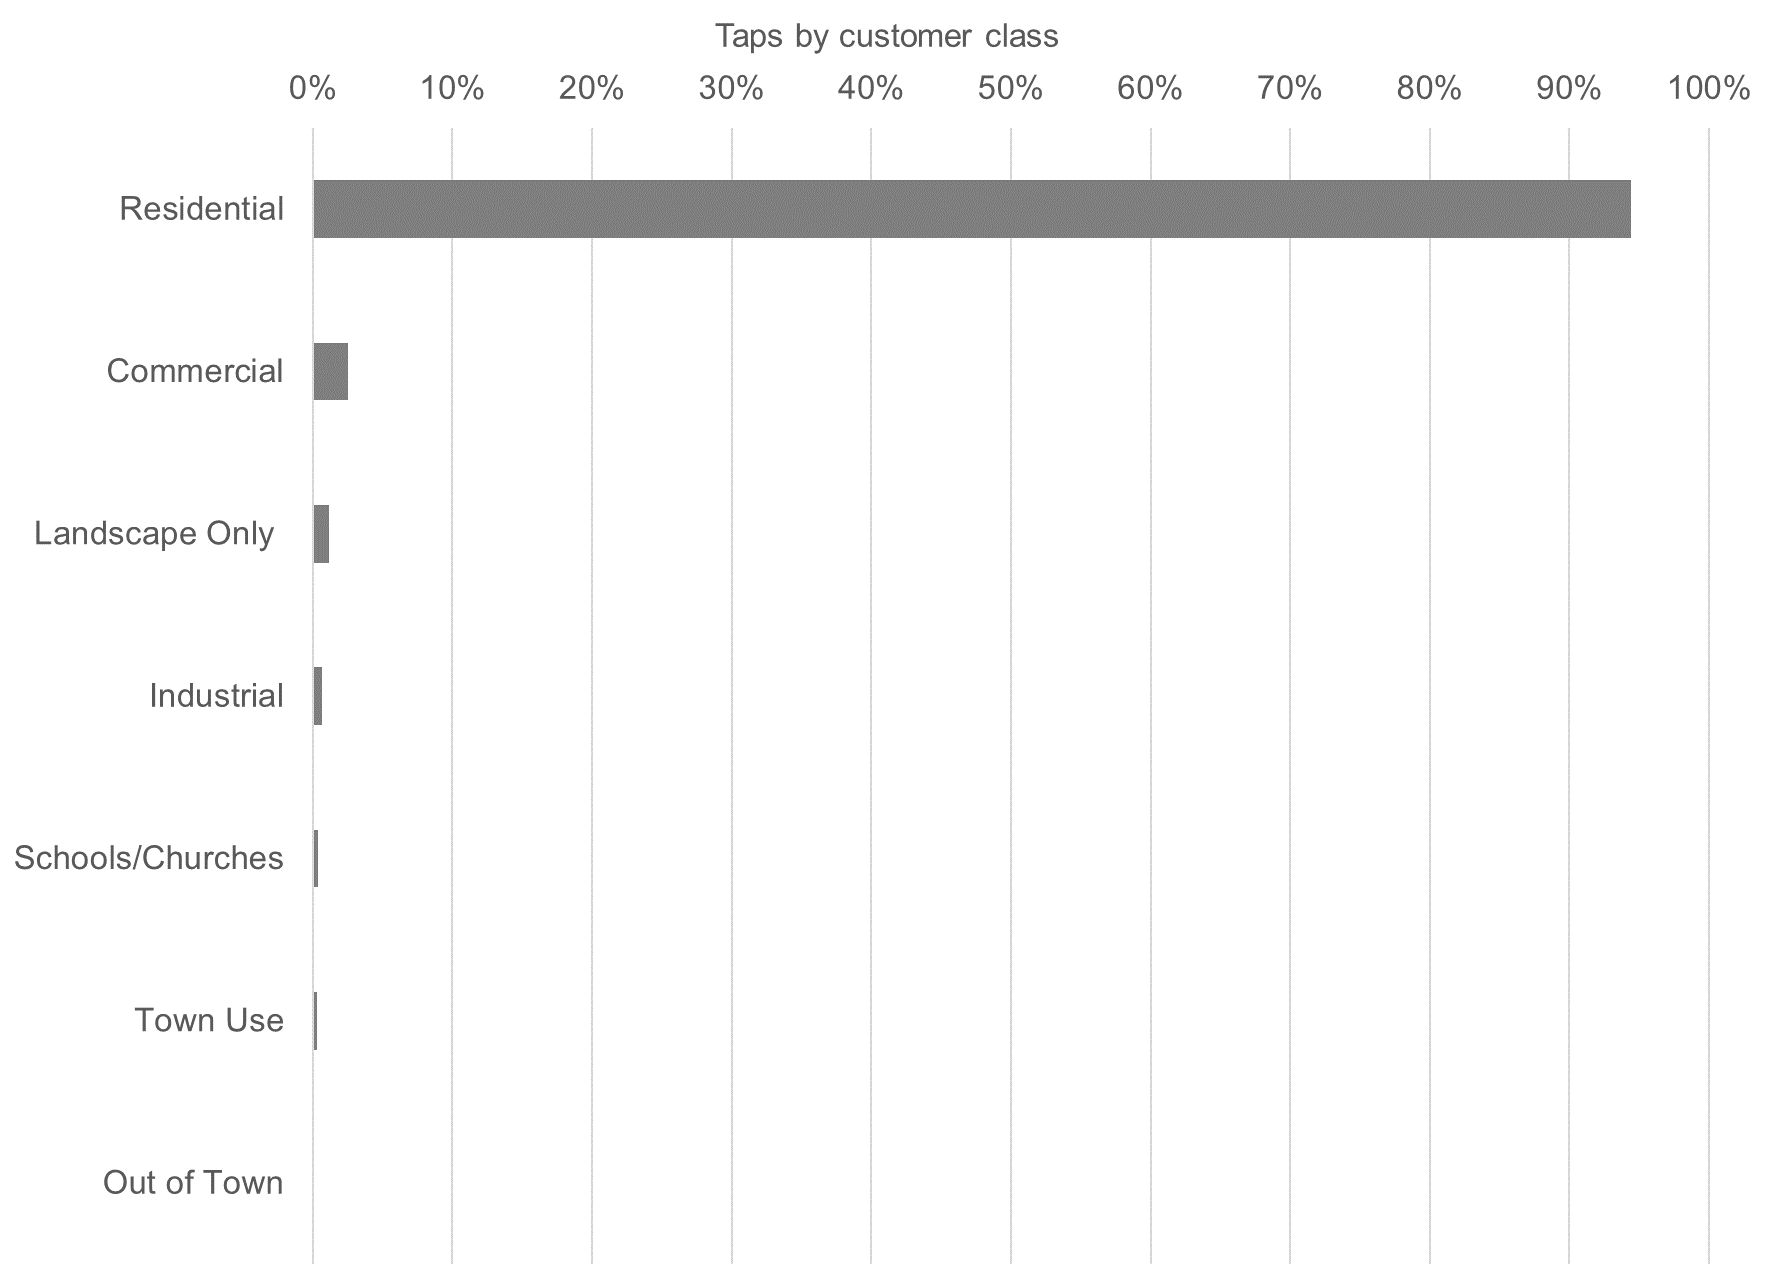 Taps by customer class
0% 10% 20% 30% 40% 50% 60% 70% 80% 90% 100%
Residential
Commercial
Landscape Only
Industrial
Schools/Churches
Town Use
Out of Town